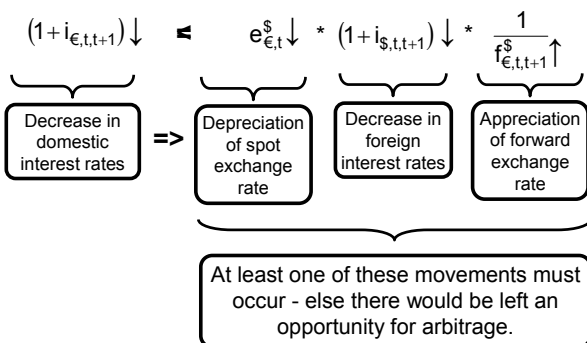 (1 + i€,t,t+1) ↓ ≤ e$€,t ↓ * (1 + i$,t,t+1) ↓ * 1/f$€,t,t+1 ↑
Decrease in
domestic
interest rates
=>
Depreciation
of spot
exchange
rate
Decrease in
foreign
interest rates
Appreciation
of forward
exchange
rate
At least one of these movements must
occur - else there would be left an
opportunity for arbitrage.